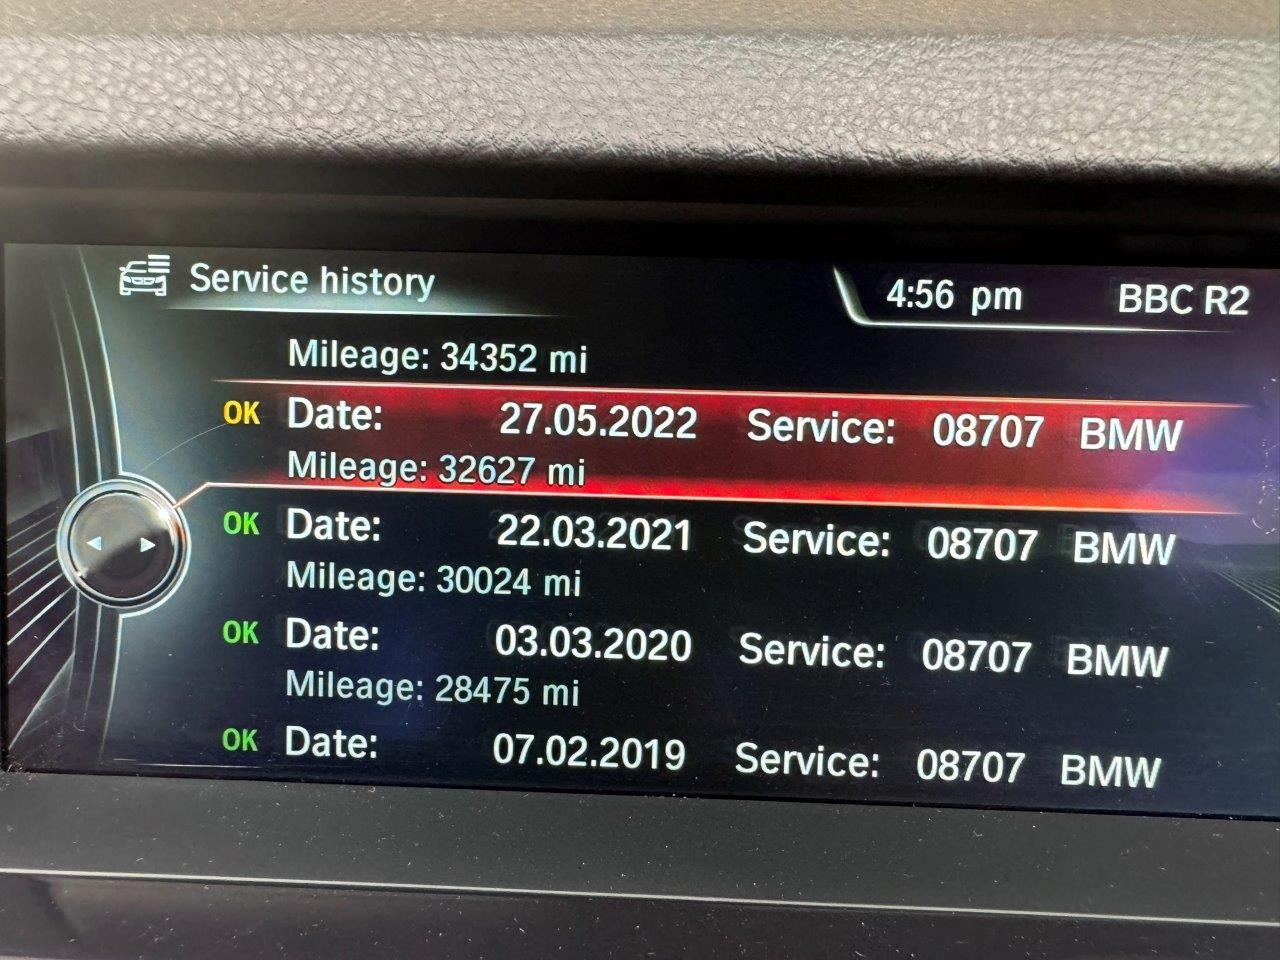 Service history 4:56 pm BBC R2
Mileage: 34352 mi
OK Date: 27.05.2022 Service: 08707 BMW
Mileage: 32627 mi
OK Date: 22.03.2021 Service: 08707 BMW
Mileage: 30024 mi
OK Date: 03.03.2020 Service: 08707 BMW
Mileage: 28475 mi
OK Date: 07.02.2019 Service: 08707 BMW